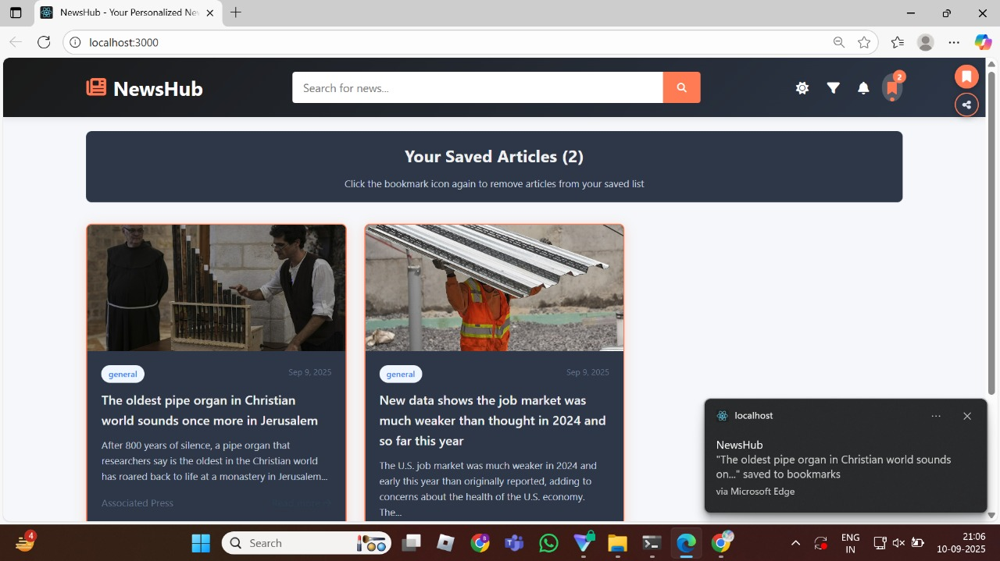 NewsHub - Your Personalized Nev
localhost:3000
NewsHub
Search for news...
2
Your Saved Articles (2)
Click the bookmark icon again to remove articles from your saved list
general
Sep 9, 2025
The oldest pipe organ in Christian
world sounds once more in Jerusalem
After 800 years of silence, a pipe organ that
researchers say is the oldest in the Christian world
has roared back to life at a monastery in Jerusalem...
Associated Press
general
Sep 9, 2025
New data shows the job market was
much weaker than thought in 2024 and
so far this year
The U.S. job market was much weaker in 2024 and
early this year than originally reported, adding to
concerns about the health of the U.S. economy.
The...
localhost
NewsHub
"The oldest pipe organ in Christian world sounds
on..." saved to bookmarks
via Microsoft Edge
4
Search
ENG
IN
21:06
10-09-2025